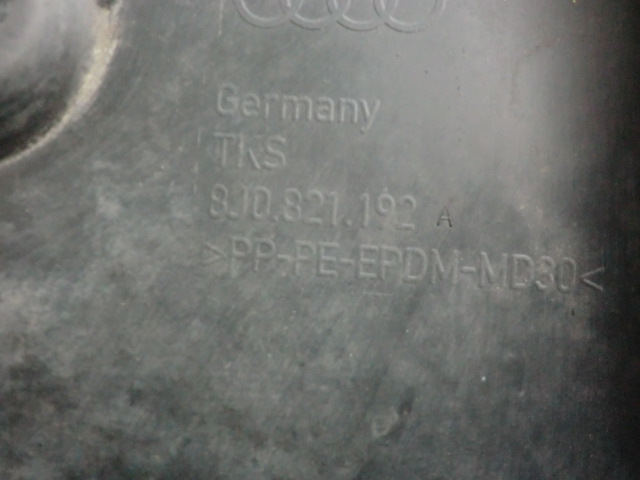 Germany
TKS
8J0.821.192 A
>PP-PE-EPDM-MD30<